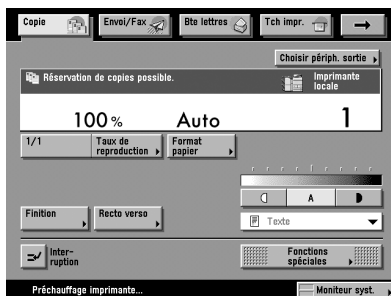 Copie Envoi/Fax Bte lettres Tch impr.
Choisir périph. sortie
Réservation de copies possible. Imprimante
locale
100 % Auto 1
1/1 Taux de Format
reproduction papier
A
Finition Recto verso Texte
Inter- Fonctions
ruption spéciales
Préchauffage imprimante... Moniteur syst.